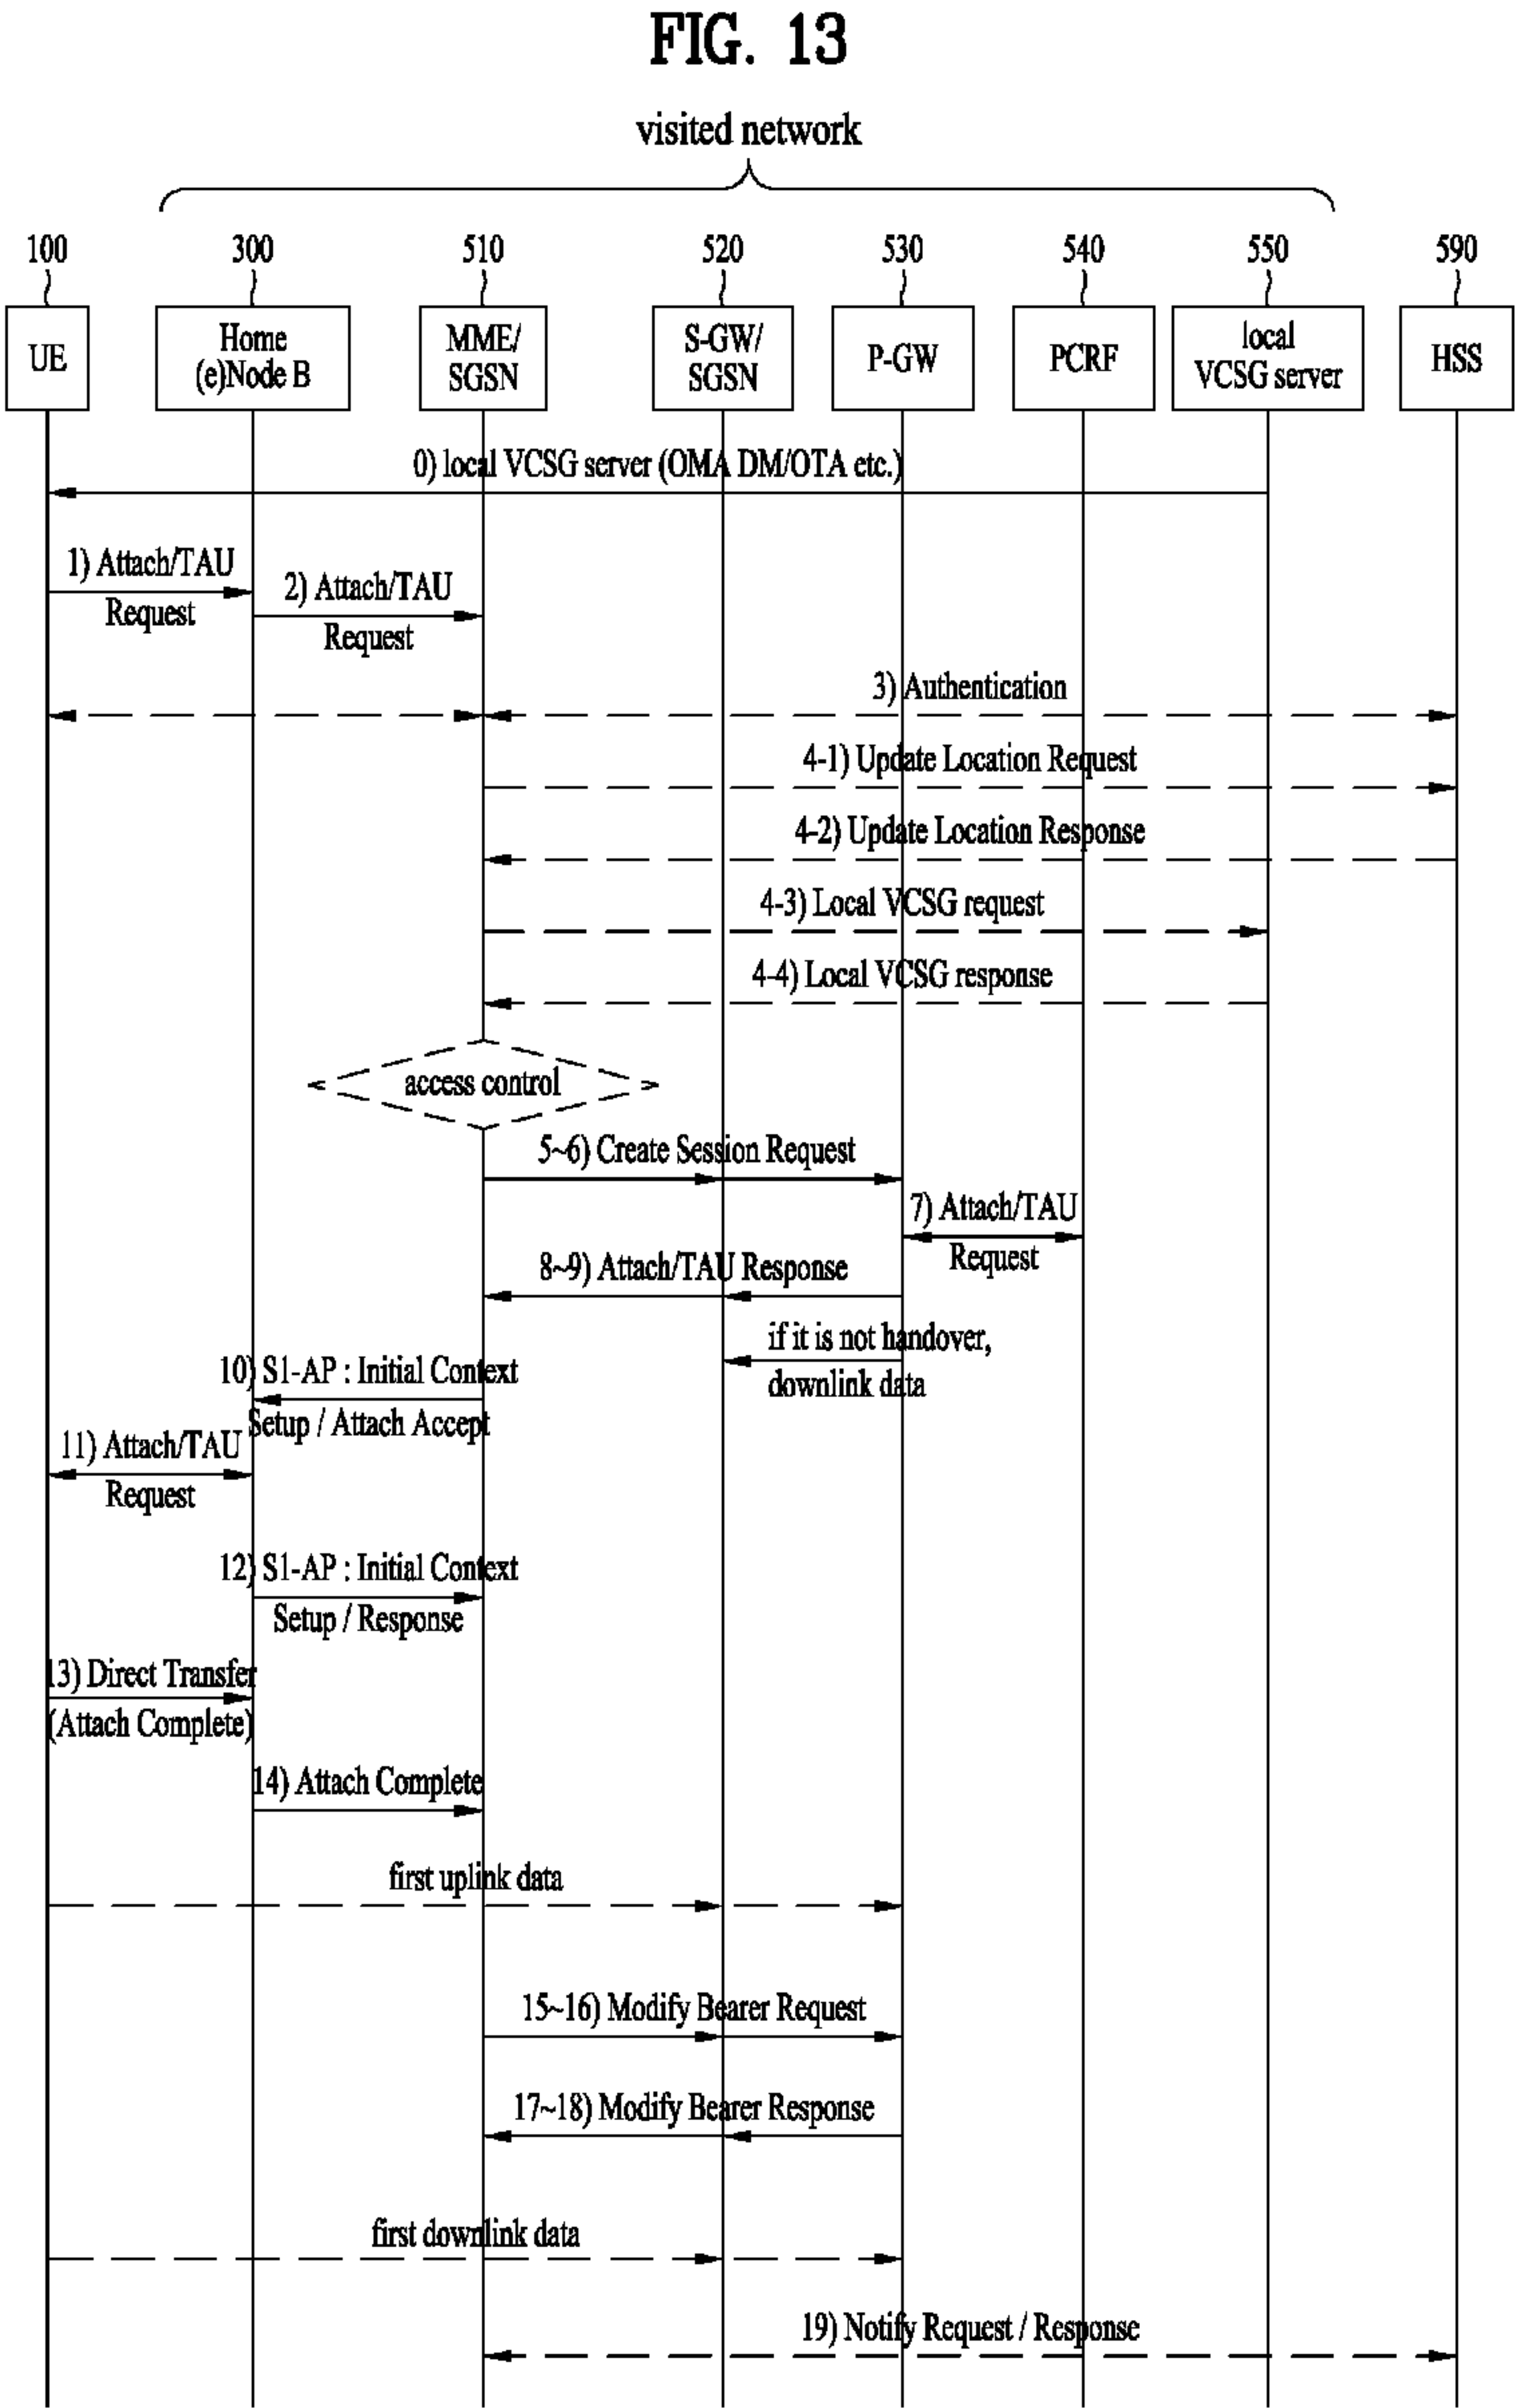 FIG. 13
visited network
100
300
510
520
530
540
550
590
UE
Home
(e)Node B
MME/
SGSN
S-GW/
SGSN
P-GW
PCRF
local
VCSG server
HSS
0) local VCSG server (OMA DM/OTA etc.)
1) Attach/TAU
Request
2) Attach/TAU
Request
3) Authentication
4-1) Update Location Request
4-2) Update Location Response
4-3) Local VCSG request
4-4) Local VCSG response
access control
5~6) Create Session Request
7) Attach/TAU
Request
8~9) Attach/TAU Response
if it is not handover,
downlink data
10) S1-AP : Initial Context
Setup / Attach Accept
11) Attach/TAU
Request
12) S1-AP : Initial Context
Setup / Response
13) Direct Transfer
(Attach Complete)
14) Attach Complete
first uplink data
15~16) Modify Bearer Request
17~18) Modify Bearer Response
first downlink data
19) Notify Request / Response